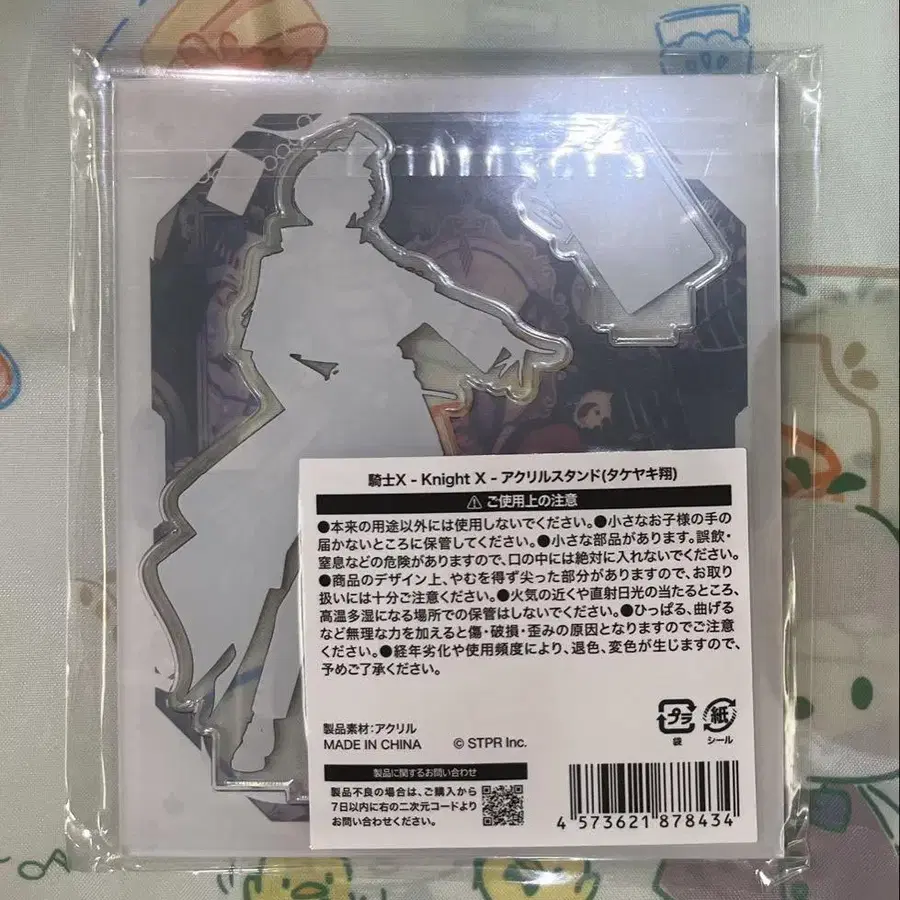 騎士X - Knight X - アクリルスタンド(タケヤキ翔)
⚠ご使用上の注意
●本来の用途以外には使用しないでください。●小さなお子様の手の
届かないところに保管してください。●小さな部品があります。誤飲・
窒息などの危険がありますので、口の中には絶対に入れないでください。
●商品のデザイン上、やむを得ず尖った部分がありますので、お取り
扱いには十分ご注意ください。●火気の近くや直射日光の当たるところ、
高温多湿になる場所での保管はしないでください。●ひっぱる、曲げる
など無理な力を加えると傷・破損・歪みの原因となりますのでご注意
ください。●経年劣化や使用頻度により、退色、変色が生じますので、
予めご了承ください。
プラ
紙
袋
シール
製品素材:アクリル
MADE IN CHINA
© STPR Inc.
製品に関するお問い合わせ
製品不良の場合は、ご購入から
7日以内に右の二次元コードより
お問い合わせください。
4 573621 878434